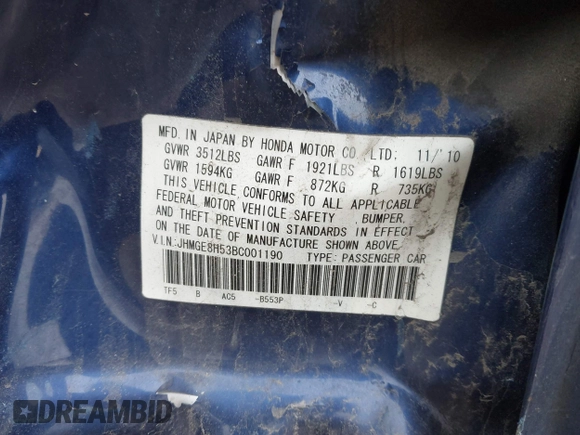 MFD. IN JAPAN BY HONDA MOTOR CO., LTD: 11/'10
GVWR 3512LBS GAWR F 1921LBS R 1619LBS
GVWR 1594KG GAWR F 872KG R 735KG
THIS VEHICLE CONFORMS TO ALL APPLICABLE
FEDERAL MOTOR VEHICLE SAFETY, BUMPER,
AND THEFT PREVENTION STANDARDS IN EFFECT
ON THE DATE OF MANUFACTURE SHOWN ABOVE.
V.I.N:JHMGE8H53BC001190 TYPE: PASSENGER CAR
TF5 B AC5 -B553P -V -C
DREAMBID